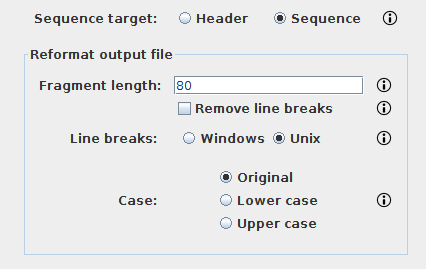 Sequence target: Header Sequence
Reformat output file
Fragment length: 80
Remove line breaks
Line breaks: Windows Unix
Original
Case: Lower case
Upper case